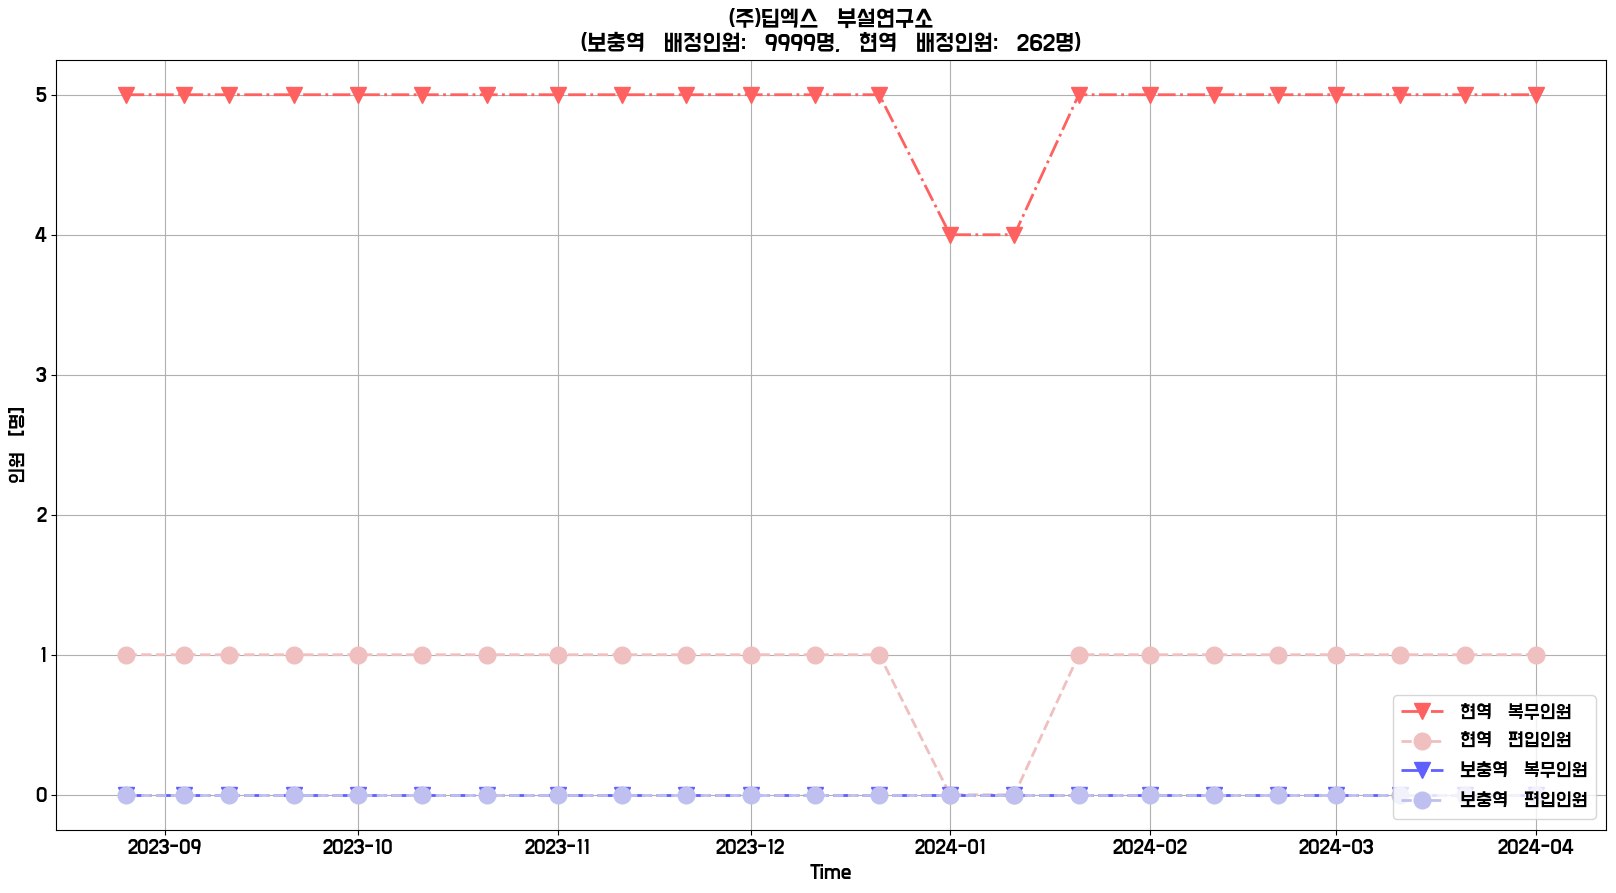 (주)딥엑스 부설연구소
(보충역 배정인원: 9999명, 현역 배정인원: 262명)
5
4
3
2
1
0
인원 [명]
2023-09 2023-10 2023-11 2023-12 2024-01 2024-02 2024-03 2024-04
Time
현역 복무인원
현역 편입인원
보충역 복무인원
보충역 편입인원